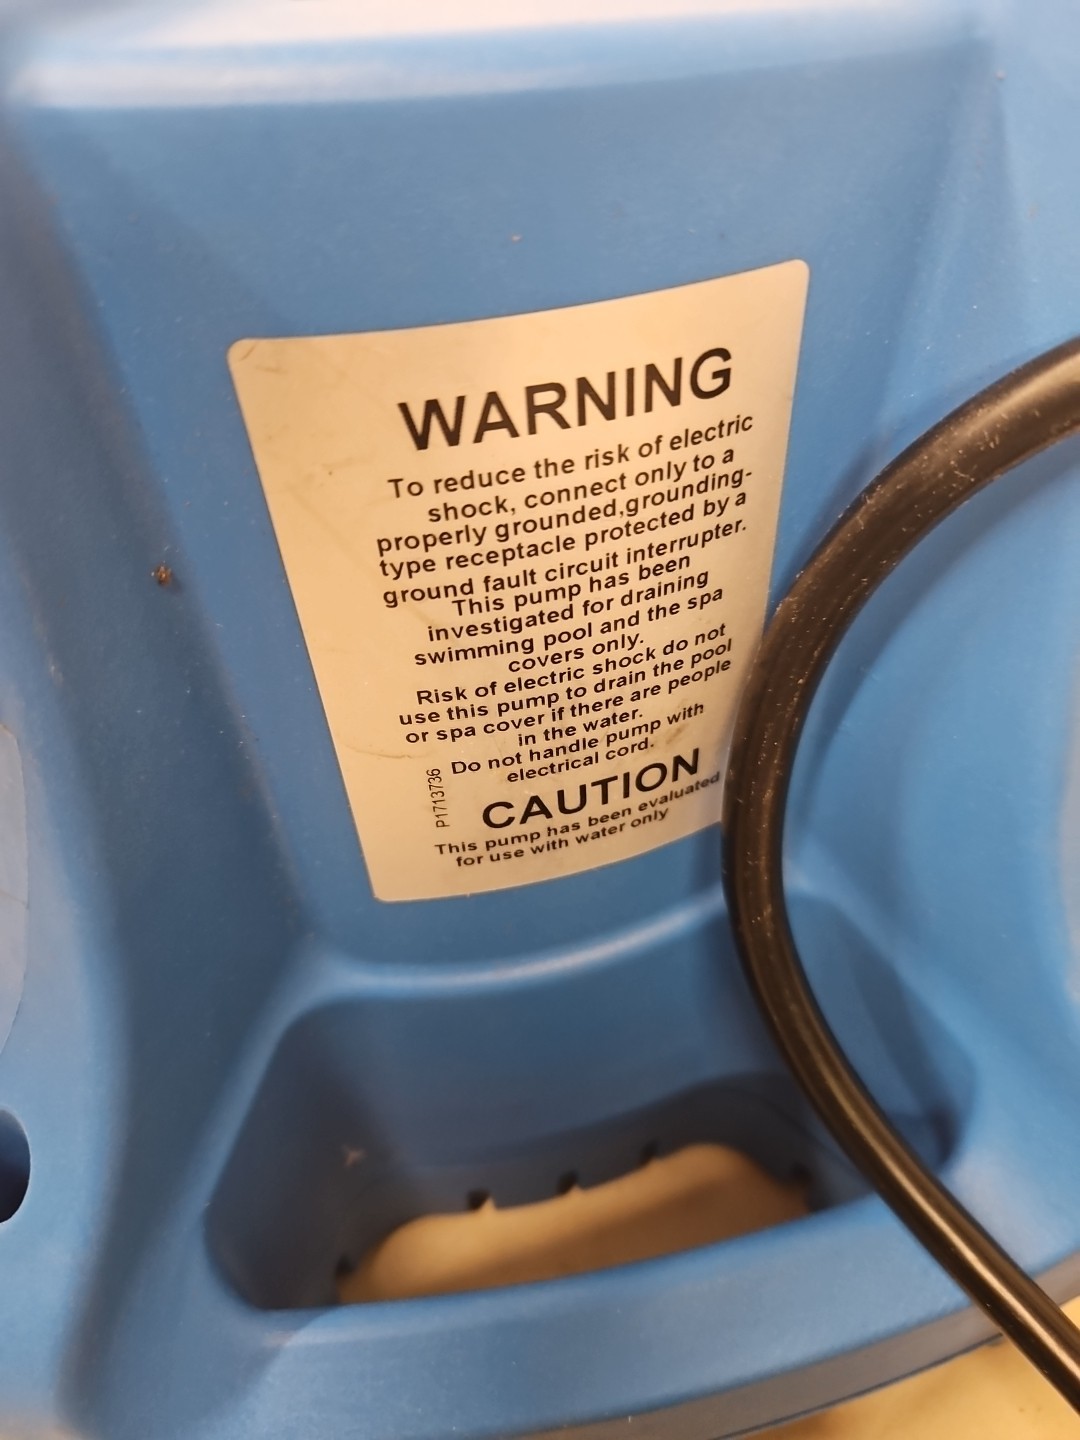 WARNING
To reduce the risk of electric
shock, connect only to a
properly grounded,grounding-
type receptacle protected by a
ground fault circuit interrupter.
This pump has been
investigated for draining
swimming pool and the spa
covers only.
Risk of electric shock do not
use this pump to drain the pool
or spa cover if there are people
in the water.
Do not handle pump with
electrical cord.
P1713736
CAUTION
This pump has been evaluated
for use with water only